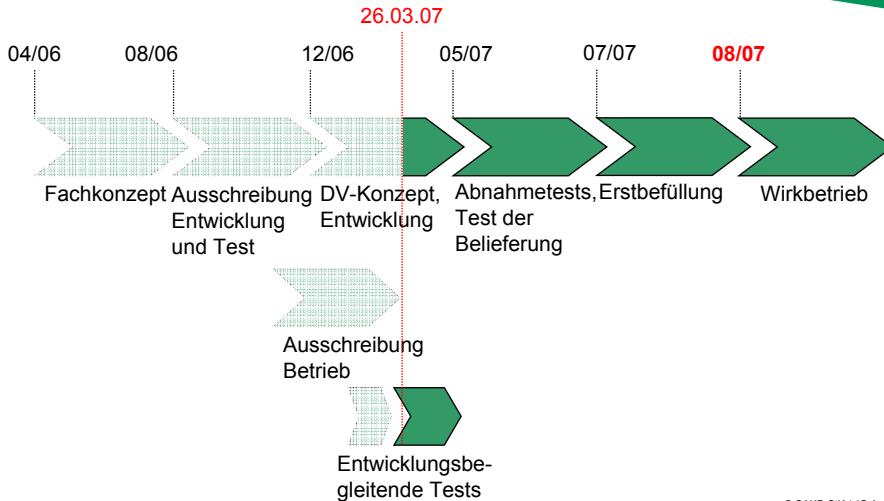 26.03.07
04/06 08/06 12/06 05/07 07/07 08/07
Fachkonzept
Ausschreibung
Entwicklung
und Test
DV-Konzept,
Entwicklung
Abnahmetests,
Test der
Belieferung
Erstbefüllung
Wirkbetrieb
Ausschreibung
Betrieb
Entwicklungsbe-
gleitende Tests